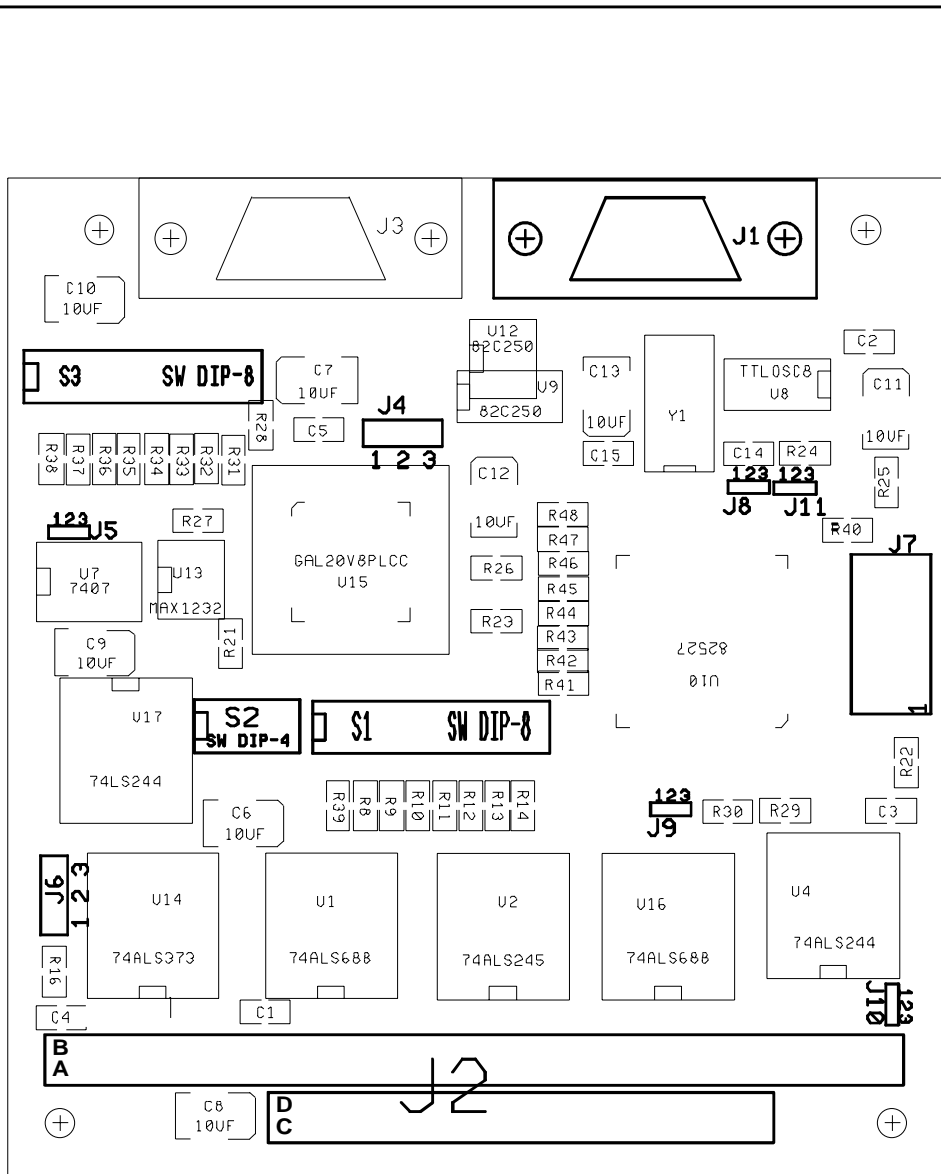 J3
J1
C10
10UF
U12
82C250
C2
S3 SW DIP-8
C7
10UF
U9
82C250
C13
10UF
Y1
TTLOSC8
U8
C11
10UF
J4
1 2 3
R28
C5
R38
R37
R36
R35
R34
R33
R32
R31
C12
10UF
C15
C14
R24
123
J8
123
J11
R25
123
J5
R27
R48
R47
R46
R45
R44
R43
R42
R41
R40
J7
1
U7
7407
U13
MAX1232
GAL20V8PLCC
U15
R26
R23
R21
C9
10UF
82527
U10
U17
74LS244
S2
SW DIP-4
S1 SW DIP-8
R22
R39
R8
R9
R10
R11
R12
R13
R14
C6
10UF
123
J9
R30
R29
C3
J6
1 2 3
U14
74ALS373
U1
74ALS688
U2
74ALS245
U16
74ALS688
U4
74ALS244
R16
C4
C1
J10
123
B
A
J2
C8
10UF
D
C